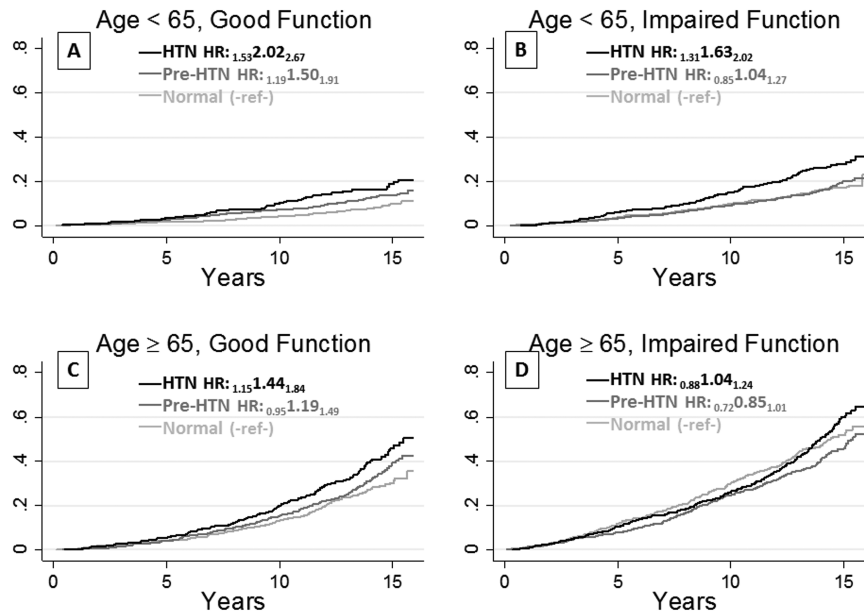 Age < 65, Good Function
A
HTN HR: 1.53 2.02 2.67
Pre-HTN HR: 1.19 1.50 1.91
Normal (-ref-)
.8
.6
.4
.2
0
0 5 10 15
Years
Age < 65, Impaired Function
B
HTN HR: 1.31 1.63 2.02
Pre-HTN HR: 0.85 1.04 1.27
Normal (-ref-)
.8
.6
.4
.2
0
0 5 10 15
Years
Age ≥ 65, Good Function
C
HTN HR: 1.15 1.44 1.84
Pre-HTN HR: 0.95 1.19 1.49
Normal (-ref-)
.8
.6
.4
.2
0
0 5 10 15
Years
Age ≥ 65, Impaired Function
D
HTN HR: 0.88 1.04 1.24
Pre-HTN HR: 0.72 0.85 1.01
Normal (-ref-)
.8
.6
.4
.2
0
0 5 10 15
Years